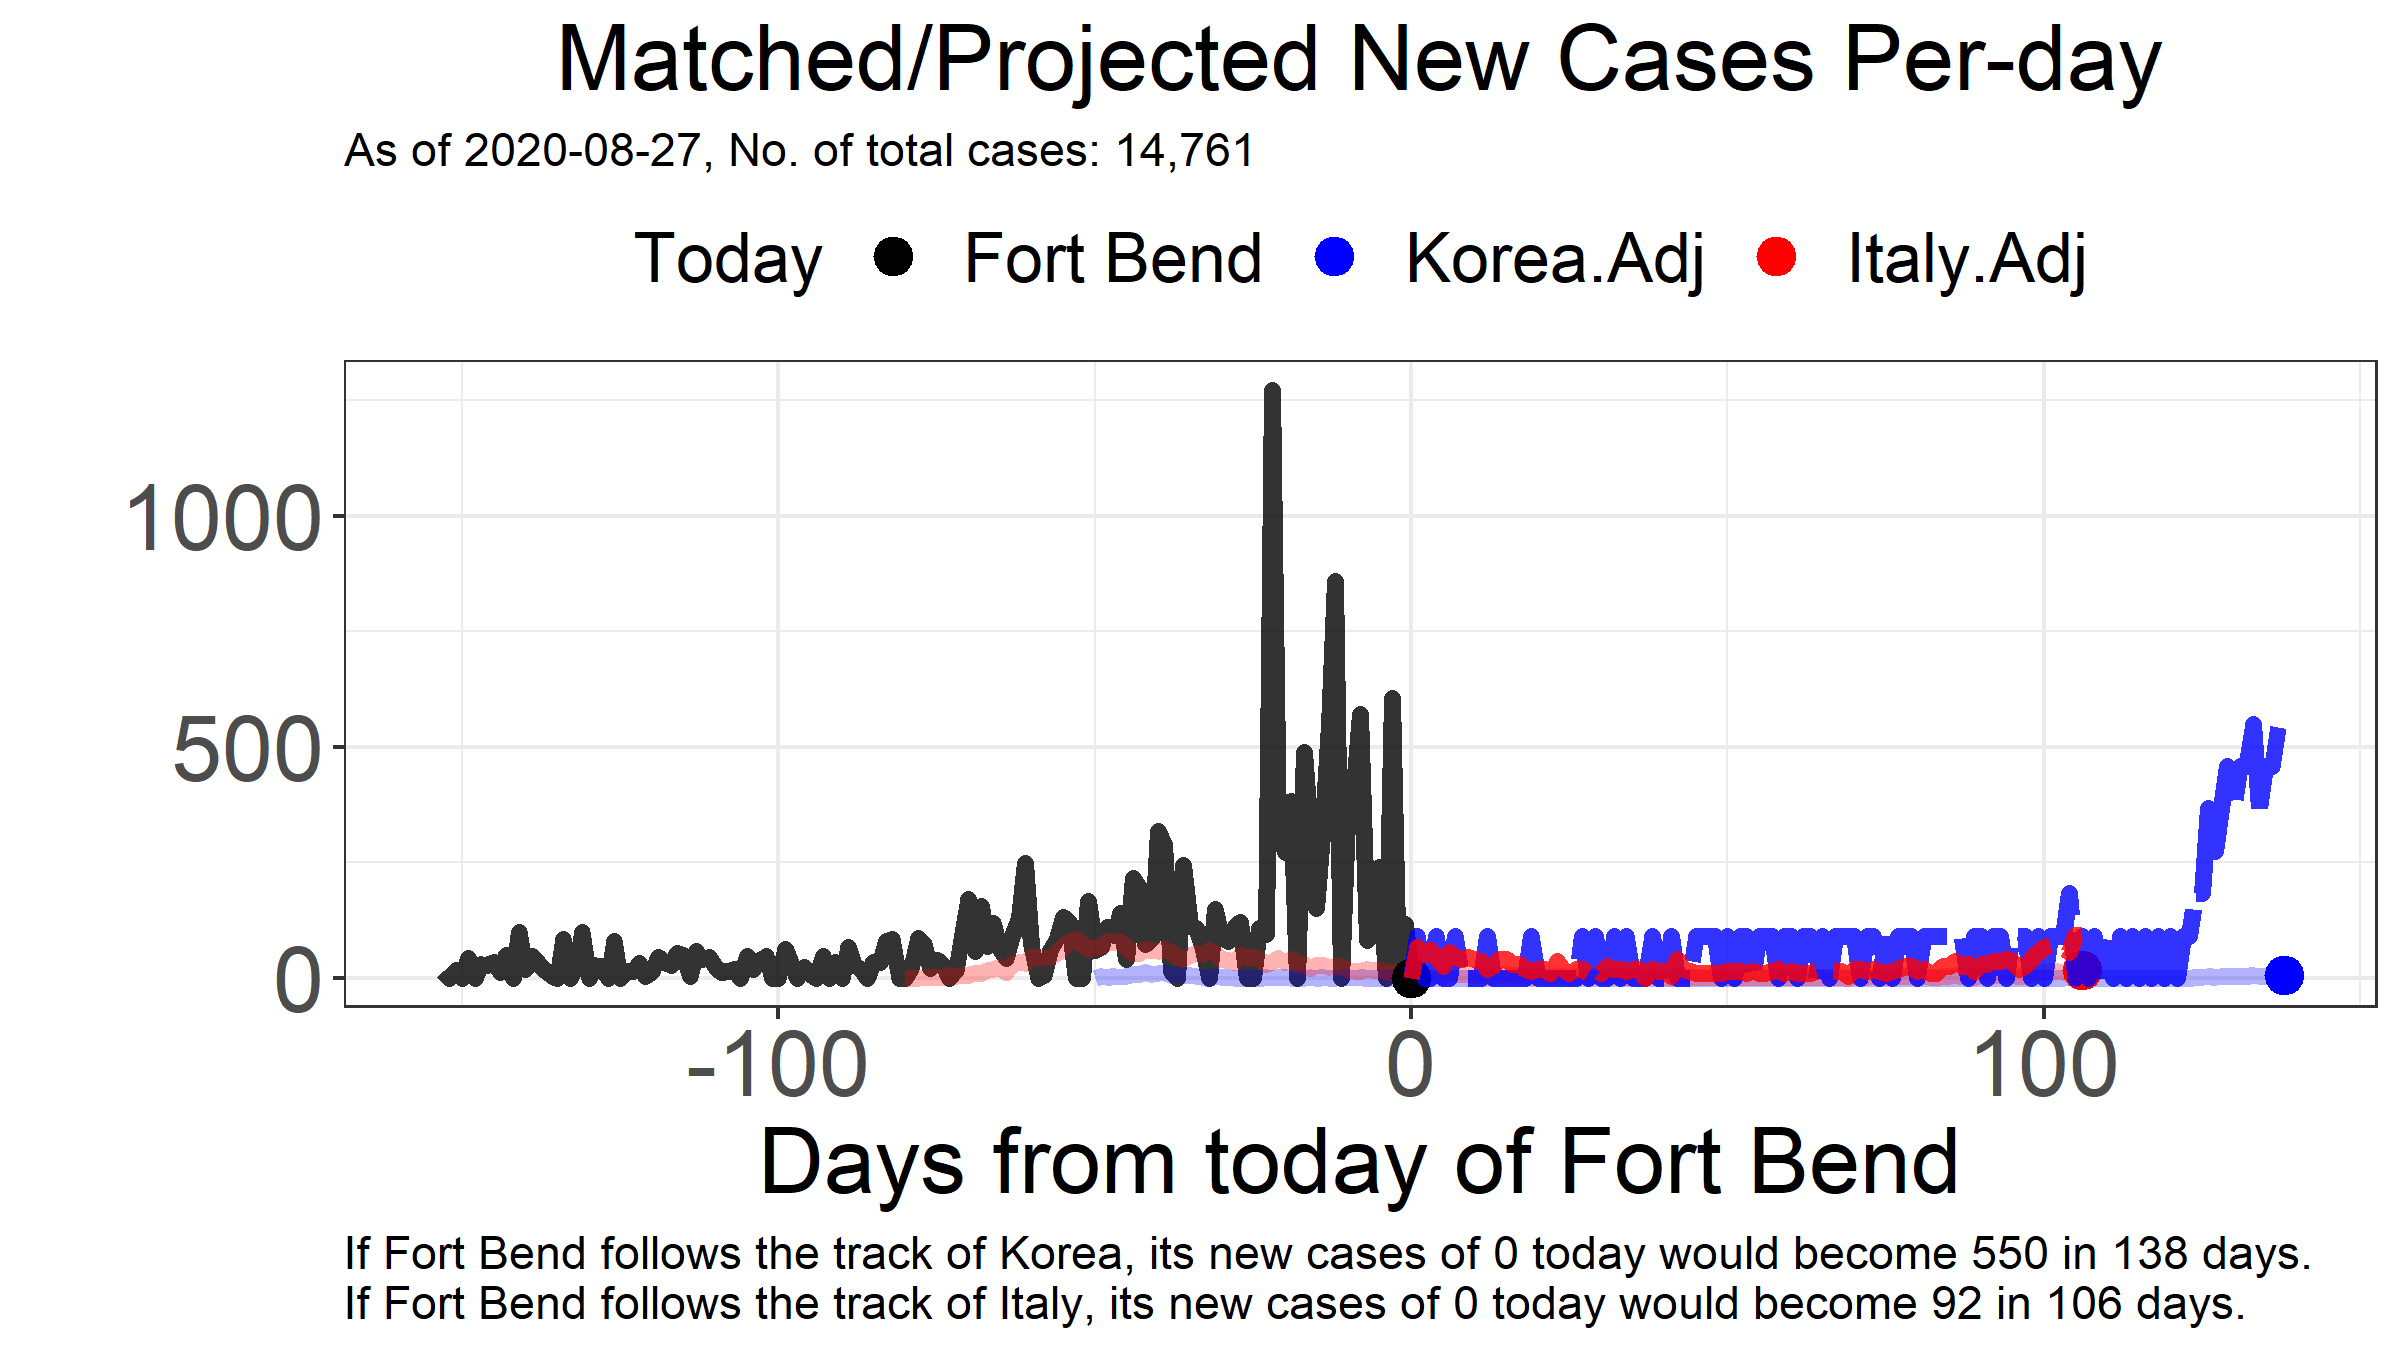 Matched/Projected New Cases Per-day
As of 2020-08-27, No. of total cases: 14,761
Today Fort Bend Korea.Adj Italy.Adj
1000
500
0
-100 0 100
Days from today of Fort Bend
If Fort Bend follows the track of Korea, its new cases of 0 today would become 550 in 138 days.
If Fort Bend follows the track of Italy, its new cases of 0 today would become 92 in 106 days.